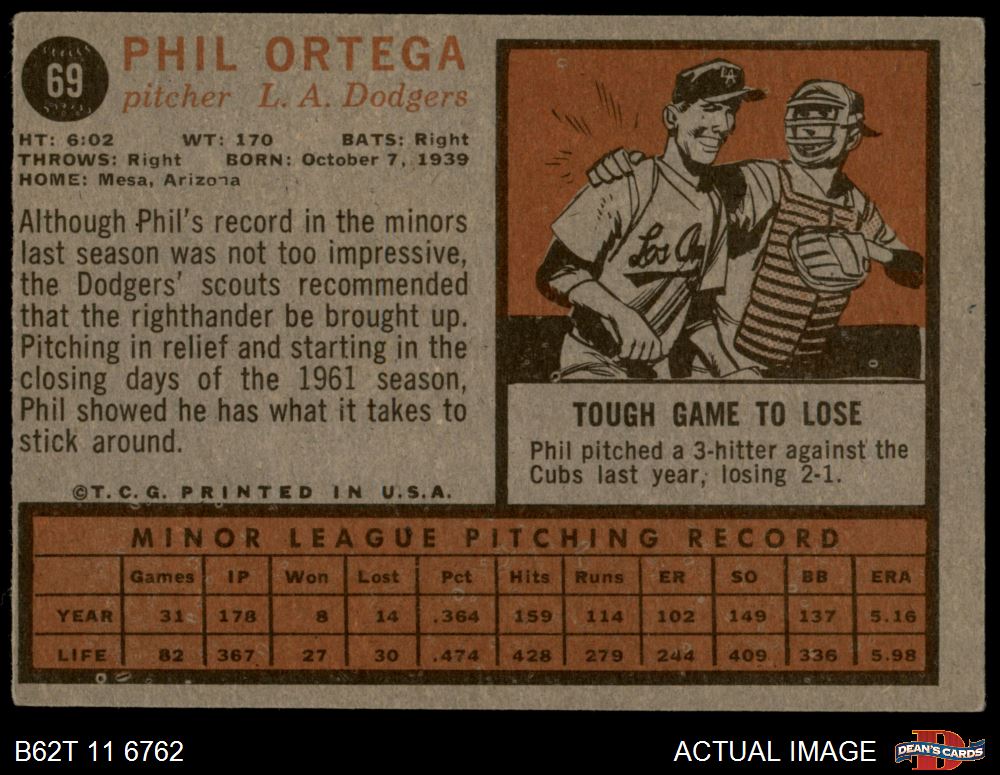 69
PHIL ORTEGA
pitcher L. A. Dodgers
HT: 6:02 WT: 170 BATS: Right
THROWS: Right BORN: October 7, 1939
HOME: Mesa, Arizona
Although Phil's record in the minors
last season was not too impressive,
the Dodgers' scouts recommended
that the righthander be brought up.
Pitching in relief and starting in the
closing days of the 1961 season,
Phil showed he has what it takes to
stick around.
©T. C. G. PRINTED IN U.S.A.
LA
Los An
TOUGH GAME TO LOSE
Phil pitched a 3-hitter against the
Cubs last year, losing 2-1.
MINOR LEAGUE PITCHING RECORD
Games IP Won Lost Pct Hits Runs ER SO BB ERA
YEAR 31 178 8 14 .364 159 114 102 149 137 5.16
LIFE 82 367 27 30 .474 428 279 244 409 336 5.98
B62T 11 6762
ACTUAL IMAGE
D
DEAN'S CARDS